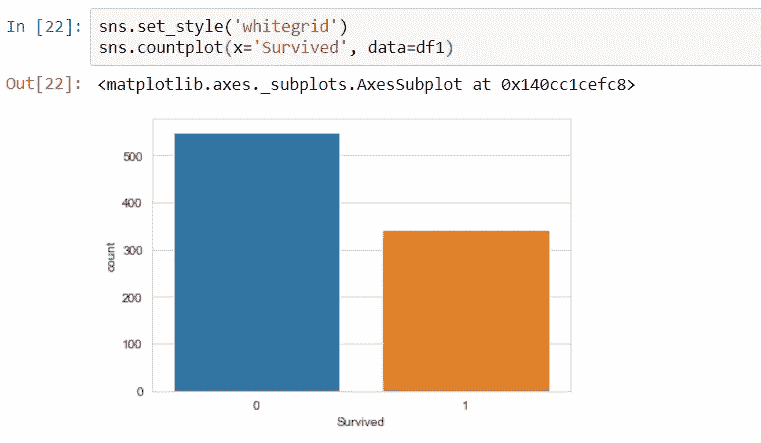 In [22]: sns.set_style('whitegrid')
sns.countplot(x='Survived', data=df1)
Out[22]: <matplotlib.axes._subplots.AxesSubplot at 0x140cc1cefc8>
500
400
300
200
100
0
count
0 1
Survived